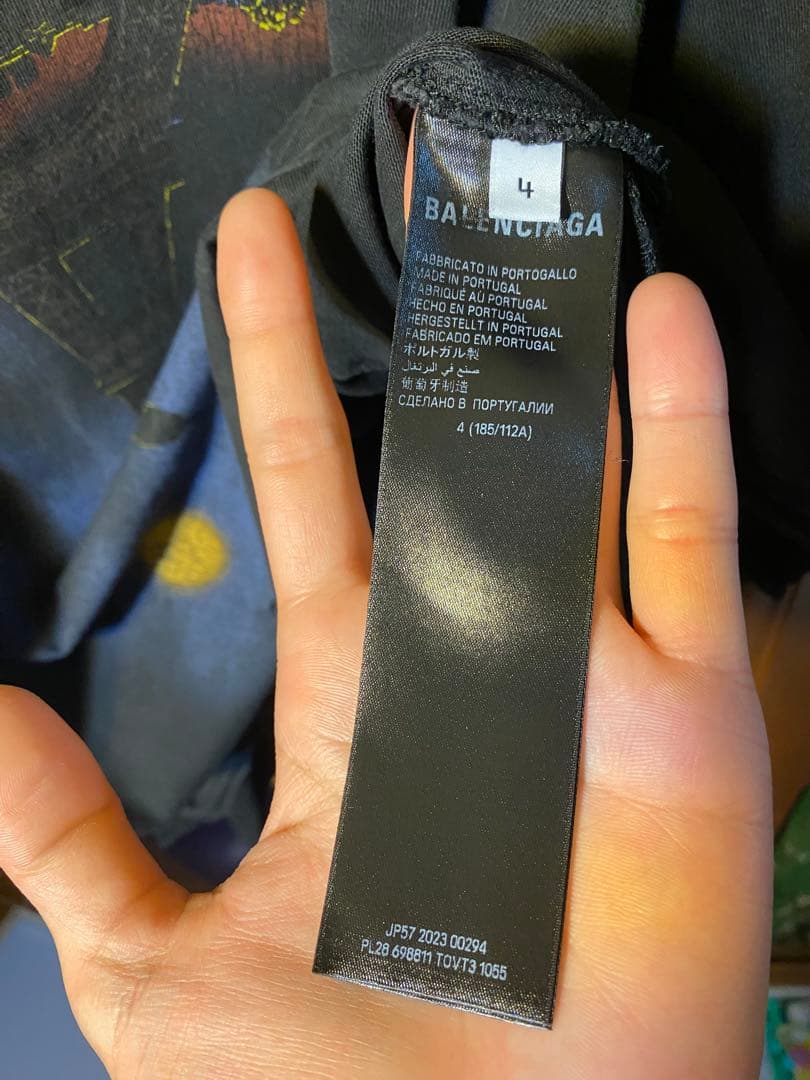 4
BALENCIAGA
FABBRICATO IN PORTOGALLO
MADE IN PORTUGAL
FABRIQUÉ AU PORTUGAL
HECHO EN PORTUGAL
HERGESTELLT IN PORTUGAL
FABRICADO EM PORTUGAL
ポルトガル製
صنع في البرتغال
葡萄牙制造
СДЕЛАНО В ПОРТУГАЛИИ
4 (185/112A)
JP57 2023 00294
PL28 698811 TOVT3 1055